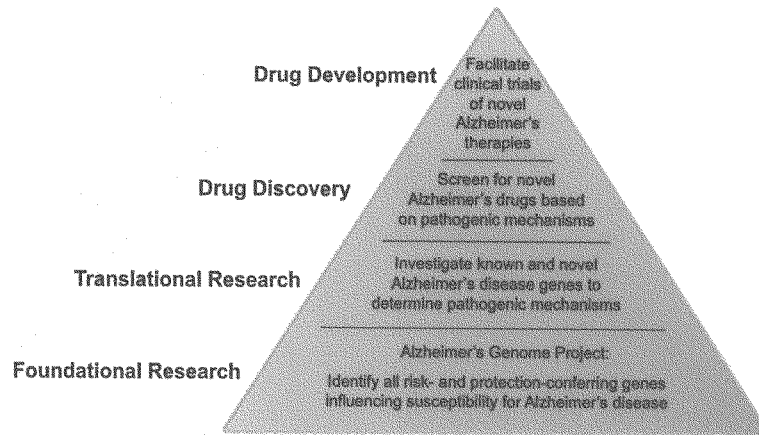 Drug Development
Facilitate
clinical trials
of novel
Alzheimer's
therapies
Drug Discovery
Screen for novel
Alzheimer's drugs based
on pathogenic mechanisms
Translational Research
Investigate known and novel
Alzheimer's disease genes to
determine pathogenic mechanisms
Foundational Research
Alzheimer's Genome Project:
Identify all risk- and protection-conferring genes
influencing susceptibility for Alzheimer's disease